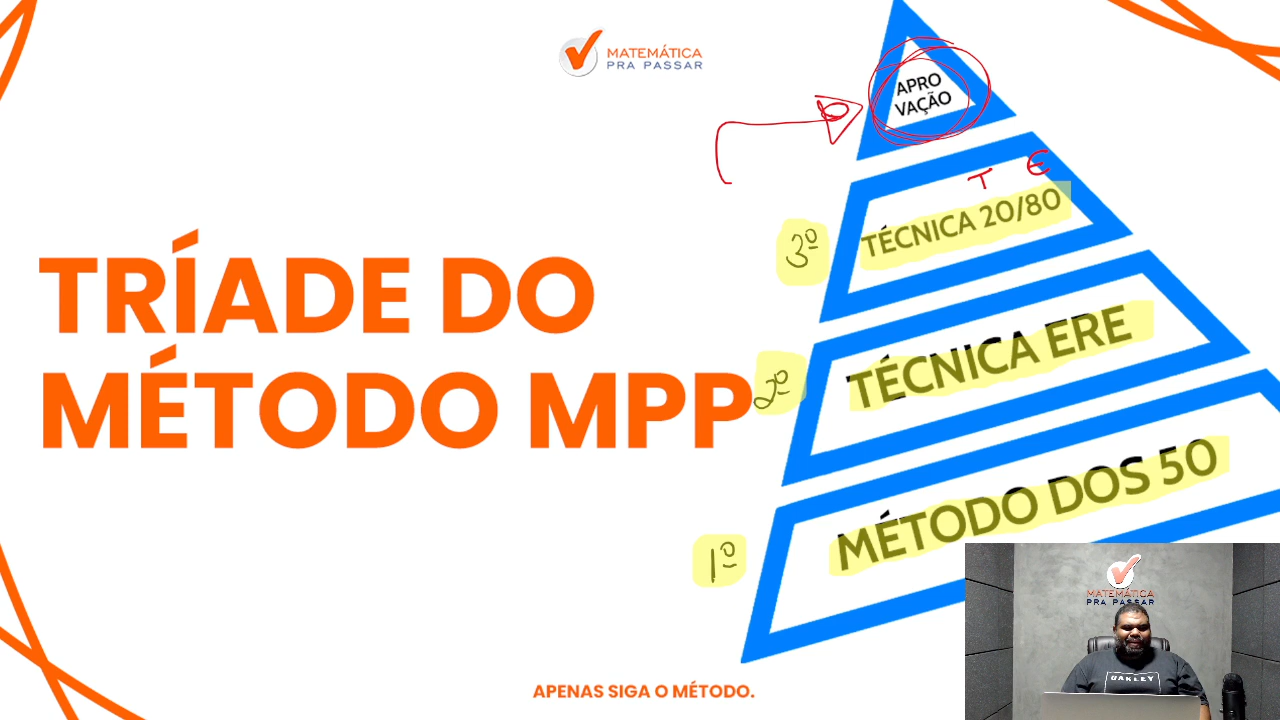 MATEMÁTICA
PRA PASSAR
APRO
VAÇÃO
T E
3º
TÉCNICA 20/80
TRÍADE DO
MÉTODO MPP
2º
TÉCNICA ERE
1º
MÉTODO DOS 50
MATEMÁTICA
PRA PASSAR
OAKLEY
APENAS SIGA O MÉTODO.